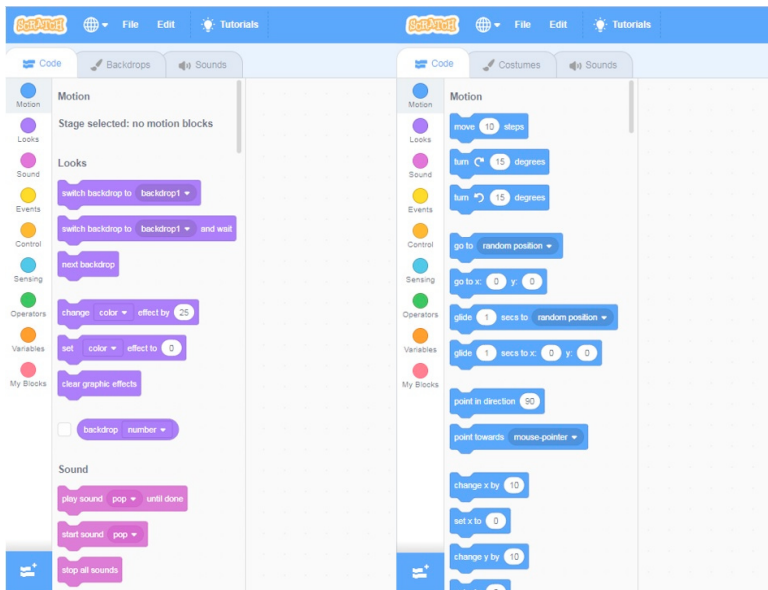 SCRATCH File Edit Tutorials
Code Backdrops Sounds
Motion
Looks
Sound
Events
Control
Sensing
Operators
Variables
My Blocks
Motion
Stage selected: no motion blocks
Looks
switch backdrop to backdrop1
switch backdrop to backdrop1 and wait
next backdrop
change color effect by 25
set color effect to 0
clear graphic effects
backdrop number
Sound
play sound pop until done
start sound pop
stop all sounds
SCRATCH File Edit Tutorials
Code Costumes Sounds
Motion
Looks
Sound
Events
Control
Sensing
Operators
Variables
My Blocks
Motion
move 10 steps
turn 15 degrees
turn 15 degrees
go to random position
go to x: 0 y: 0
glide 1 secs to random position
glide 1 secs to x: 0 y: 0
point in direction 90
point towards mouse-pointer
change x by 10
set x to 0
change y by 10